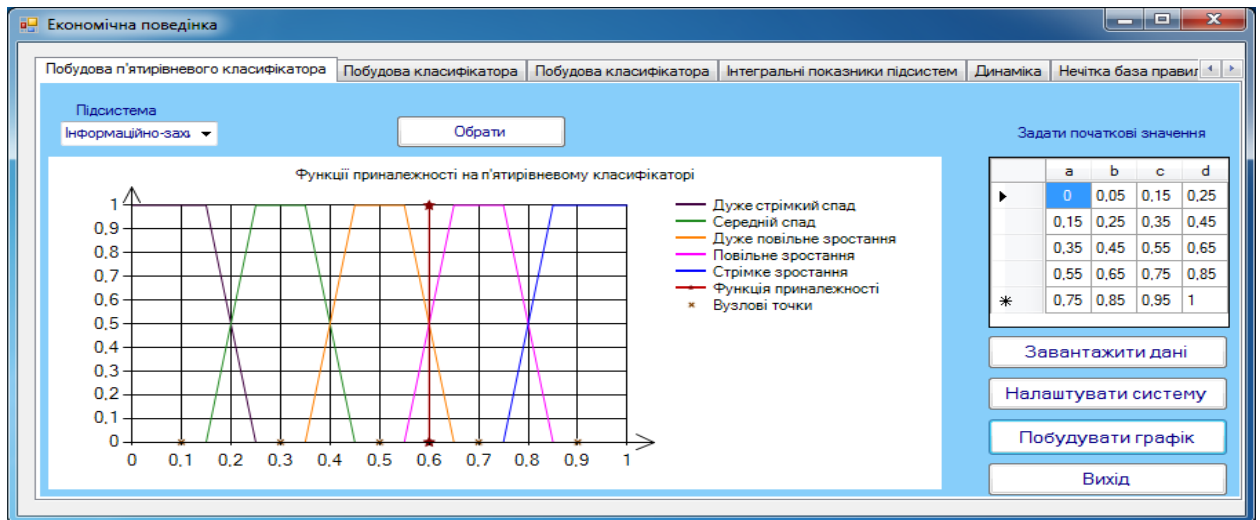 Економічна поведінка
Побудова п'ятирівневого класифікатора
Побудова класифікатора
Побудова класифікатора
Інтегральні показники підсистем
Динаміка
Нечітка база правил
Підсистема
Інформаційно-захи
Обрати
Функції приналежності на п'ятирівневому класифікаторі
1
0,9
0,8
0,7
0,6
0,5
0,4
0,3
0,2
0,1
0
0 0,1 0,2 0,3 0,4 0,5 0,6 0,7 0,8 0,9 1
Дуже стрімкий спад
Середній спад
Дуже повільне зростання
Повільне зростання
Стрімке зростання
Функція приналежності
Вузлові точки
Задати початкові значення
a b c d
0 0,05 0,15 0,25
0,15 0,25 0,35 0,45
0,35 0,45 0,55 0,65
0,55 0,65 0,75 0,85
0,75 0,85 0,95 1
Завантажити дані
Налаштувати систему
Побудувати графік
Вихід